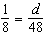 1/8 = d/48